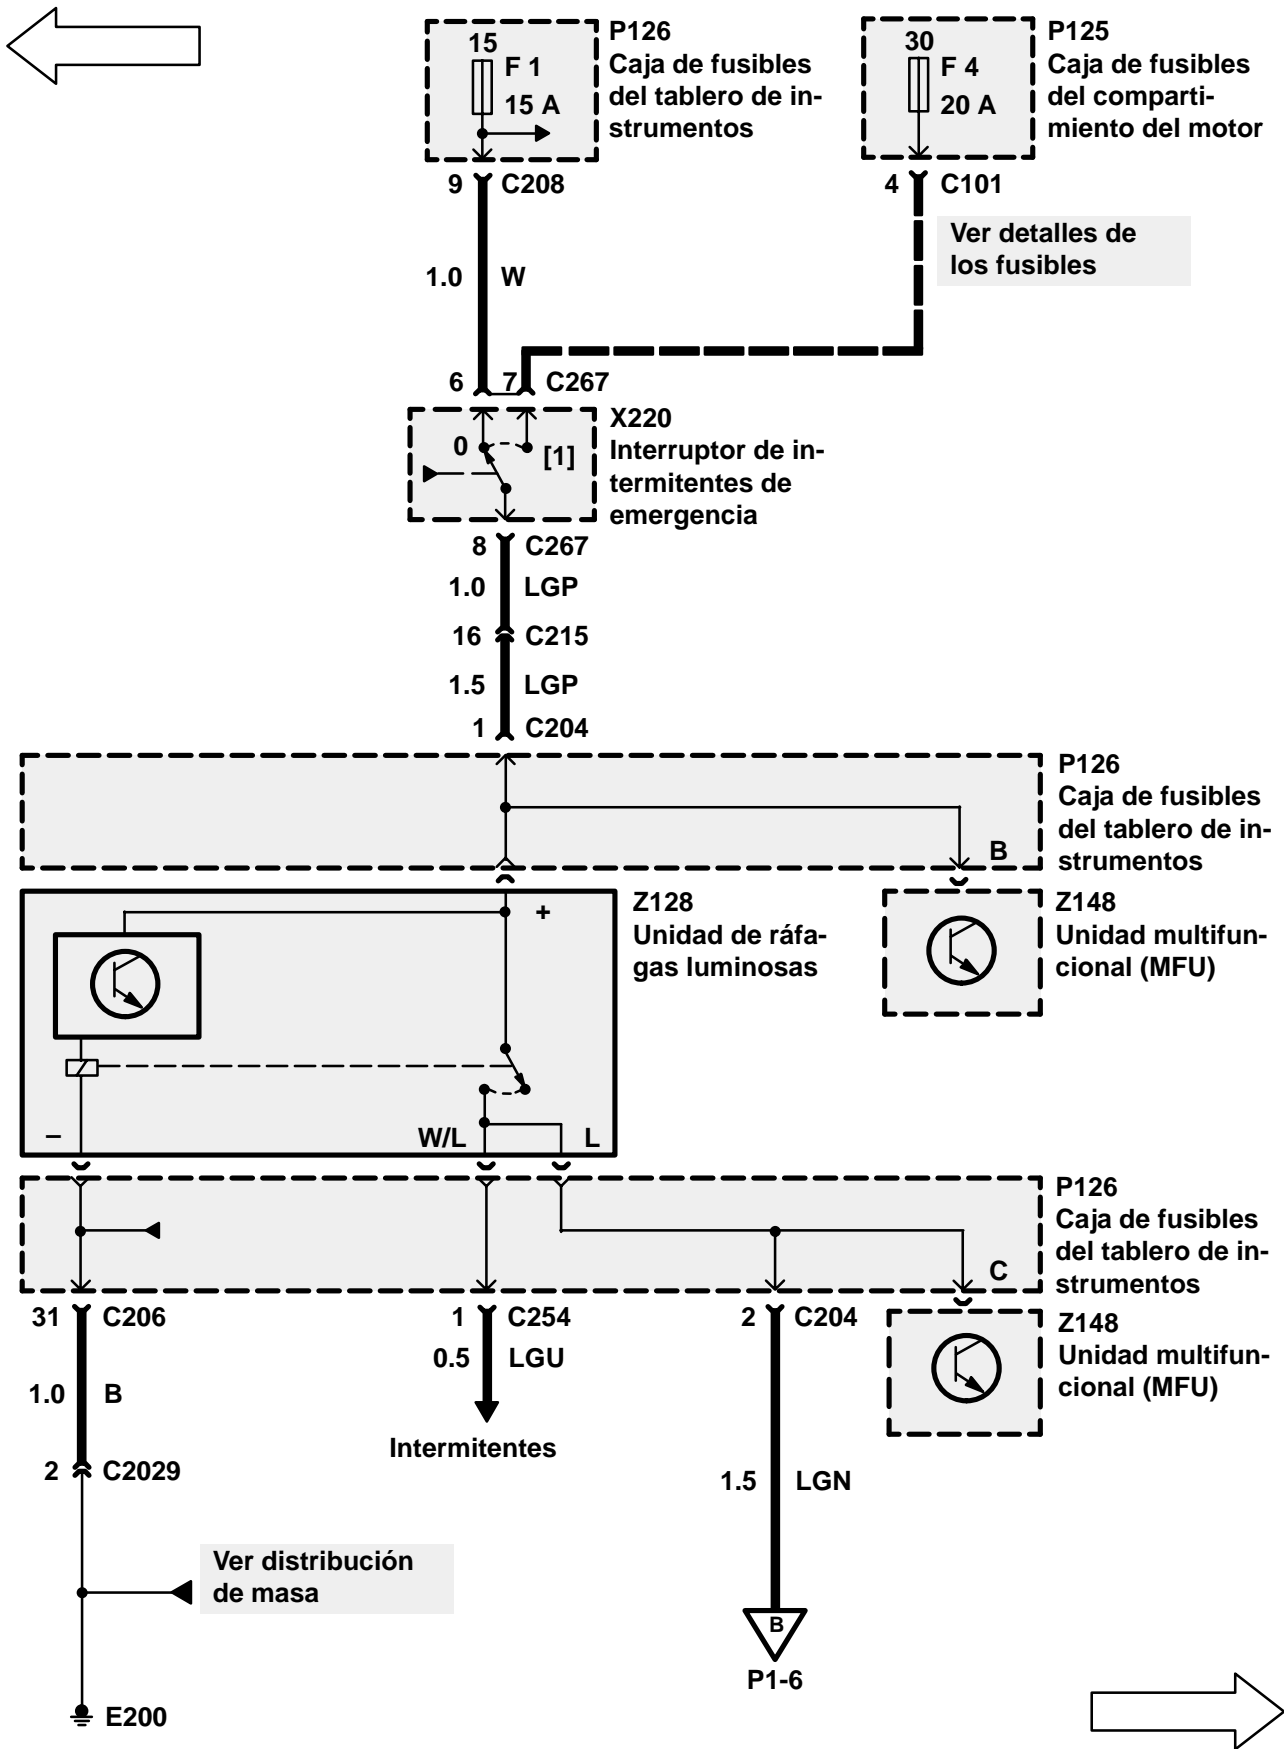 15
F 1
15 A
P126
Caja de fusibles
del tablero de in-
strumentos
30
F 4
20 A
P125
Caja de fusibles
del comparti-
miento del motor
9 C208
4 C101
Ver detalles de
los fusibles
1.0 W
6 7 C267
0 [1]
X220
Interruptor de in-
termitentes de
emergencia
8 C267
1.0 LGP
16 C215
1.5 LGP
1 C204
P126
Caja de fusibles
del tablero de in-
strumentos
B
+
Z128
Unidad de ráfa-
gas luminosas
Z148
Unidad multifun-
cional (MFU)
– W/L L
P126
Caja de fusibles
del tablero de in-
strumentos
C
31 C206
1 C254
2 C204
Z148
Unidad multifun-
cional (MFU)
0.5 LGU
1.0 B
Intermitentes
2 C2029
1.5 LGN
Ver distribución
de masa
B
P1-6
E200